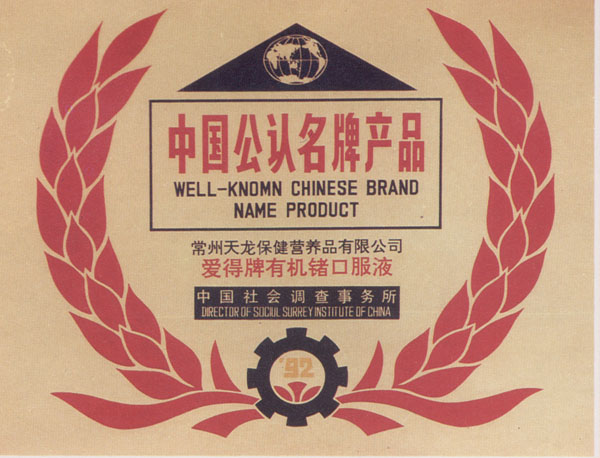 中国公认名牌产品
WELL-KNOMN CHINESE BRAND
NAME PRODUCT
常州天龙保健营养品有限公司
爱得牌有机锗口服液
中国社会调查事务所
DIRECTOR OF SOCIUL SURREY INSTITUTE OF CHINA
'92